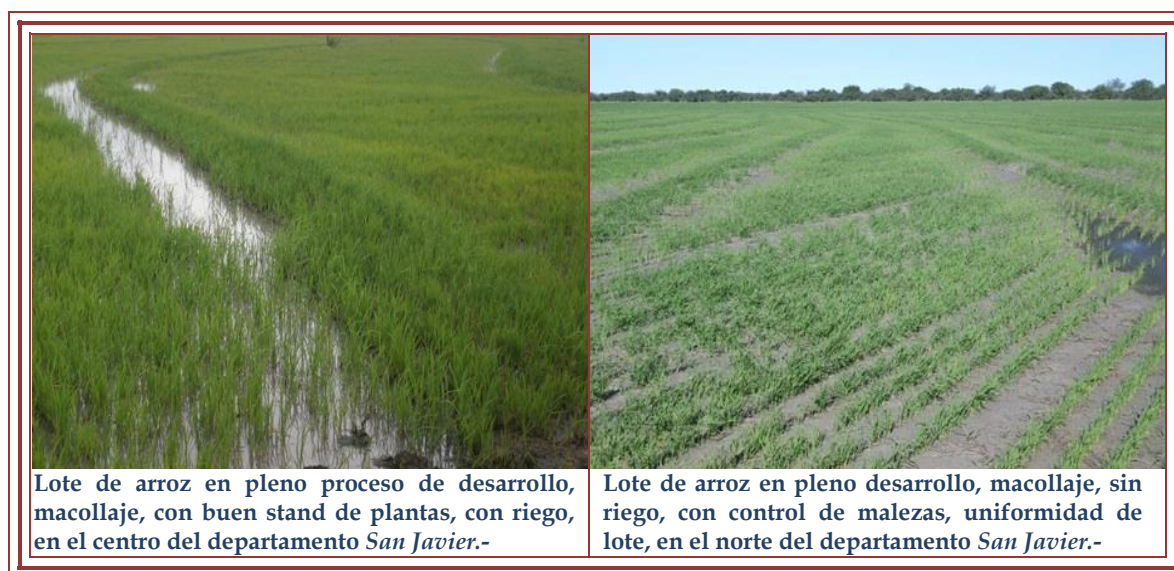 Lote de arroz en pleno proceso de desarrollo,
macollaje, con buen stand de plantas, con riego,
en el centro del departamento San Javier.-
Lote de arroz en pleno desarrollo, macollaje, sin
riego, con control de malezas, uniformidad de
lote, en el norte del departamento San Javier.-